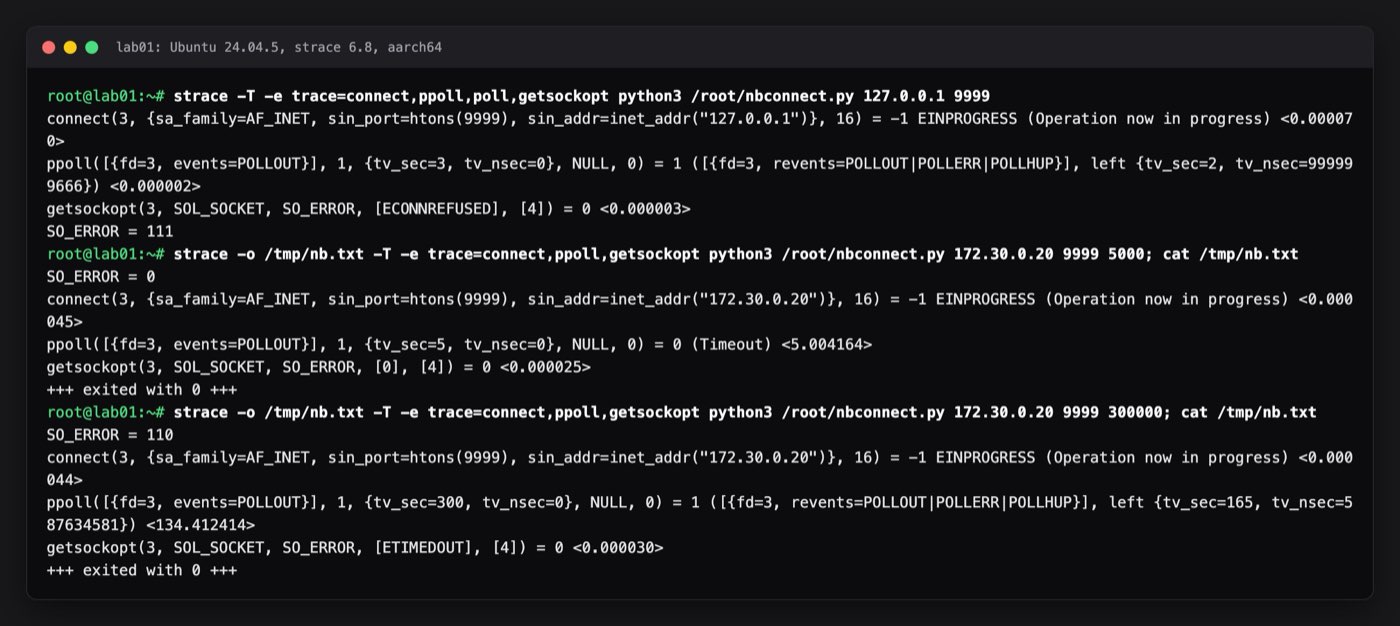 lab01: Ubuntu 24.04.5, strace 6.8, aarch64
root@lab01:~# strace -T -e trace=connect,ppoll,poll,getsockopt python3 /root/nbconnect.py 127.0.0.1 9999
connect(3, {sa_family=AF_INET, sin_port=htons(9999), sin_addr=inet_addr("127.0.0.1")}, 16) = -1 EINPROGRESS (Operation now in progress) <0.00007
0>
ppoll([{fd=3, events=POLLOUT}], 1, {tv_sec=3, tv_nsec=0}, NULL, 0) = 1 ([{fd=3, revents=POLLOUT|POLLERR|POLLHUP}], left {tv_sec=2, tv_nsec=99999
9666}) <0.000002>
getsockopt(3, SOL_SOCKET, SO_ERROR, [ECONNREFUSED], [4]) = 0 <0.000003>
SO_ERROR = 111
root@lab01:~# strace -o /tmp/nb.txt -T -e trace=connect,ppoll,getsockopt python3 /root/nbconnect.py 172.30.0.20 9999 5000; cat /tmp/nb.txt
SO_ERROR = 0
connect(3, {sa_family=AF_INET, sin_port=htons(9999), sin_addr=inet_addr("172.30.0.20")}, 16) = -1 EINPROGRESS (Operation now in progress) <0.000
045>
ppoll([{fd=3, events=POLLOUT}], 1, {tv_sec=5, tv_nsec=0}, NULL, 0) = 0 (Timeout) <5.004164>
getsockopt(3, SOL_SOCKET, SO_ERROR, [0], [4]) = 0 <0.000025>
+++ exited with 0 +++
root@lab01:~# strace -o /tmp/nb.txt -T -e trace=connect,ppoll,getsockopt python3 /root/nbconnect.py 172.30.0.20 9999 300000; cat /tmp/nb.txt
SO_ERROR = 110
connect(3, {sa_family=AF_INET, sin_port=htons(9999), sin_addr=inet_addr("172.30.0.20")}, 16) = -1 EINPROGRESS (Operation now in progress) <0.000
044>
ppoll([{fd=3, events=POLLOUT}], 1, {tv_sec=300, tv_nsec=0}, NULL, 0) = 1 ([{fd=3, revents=POLLOUT|POLLERR|POLLHUP}], left {tv_sec=165, tv_nsec=5
87634581}) <134.412414>
getsockopt(3, SOL_SOCKET, SO_ERROR, [ETIMEDOUT], [4]) = 0 <0.000030>
+++ exited with 0 +++